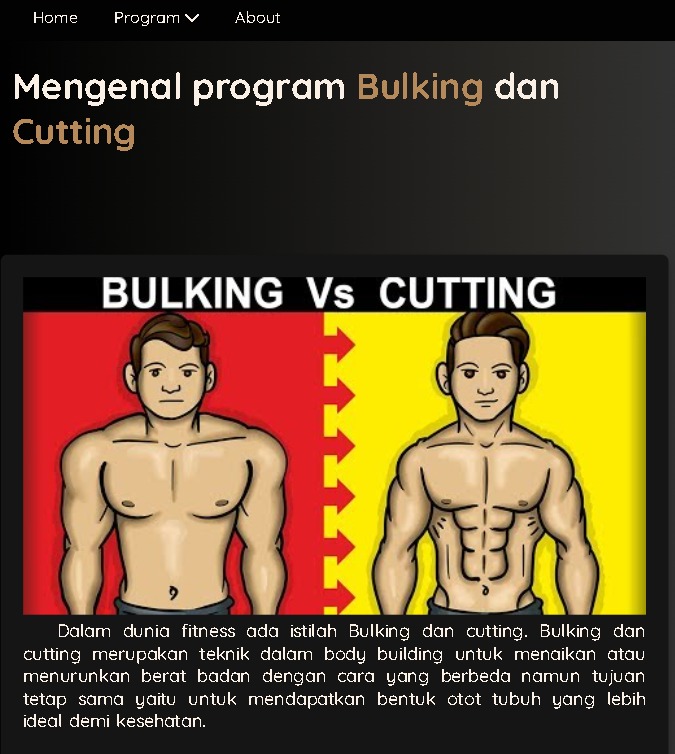 Home Program About
Mengenal program Bulking dan
Cutting
BULKING Vs CUTTING
Dalam dunia fitness ada istilah Bulking dan cutting. Bulking dan
cutting merupakan teknik dalam body building untuk menaikan atau
menurunkan berat badan dengan cara yang berbeda namun tujuan
tetap sama yaitu untuk mendapatkan bentuk otot tubuh yang lebih
ideal demi kesehatan.